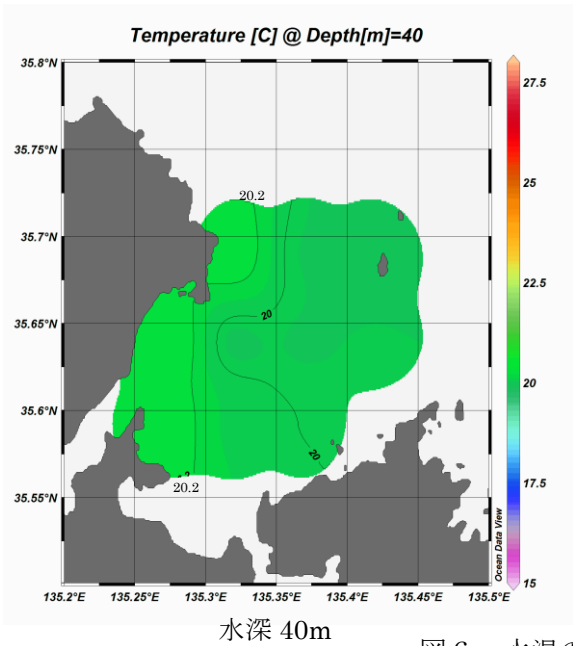 Temperature [C] @ Depth[m]=40
35.8°N
35.75°N
35.7°N
35.65°N
35.6°N
35.55°N
20.2
20
20
20.2
27.5
25
22.5
20
17.5
15
Ocean Data View
135.2°E 135.25°E 135.3°E 135.35°E 135.4°E 135.45°E 135.5°E
水深 40m
図6